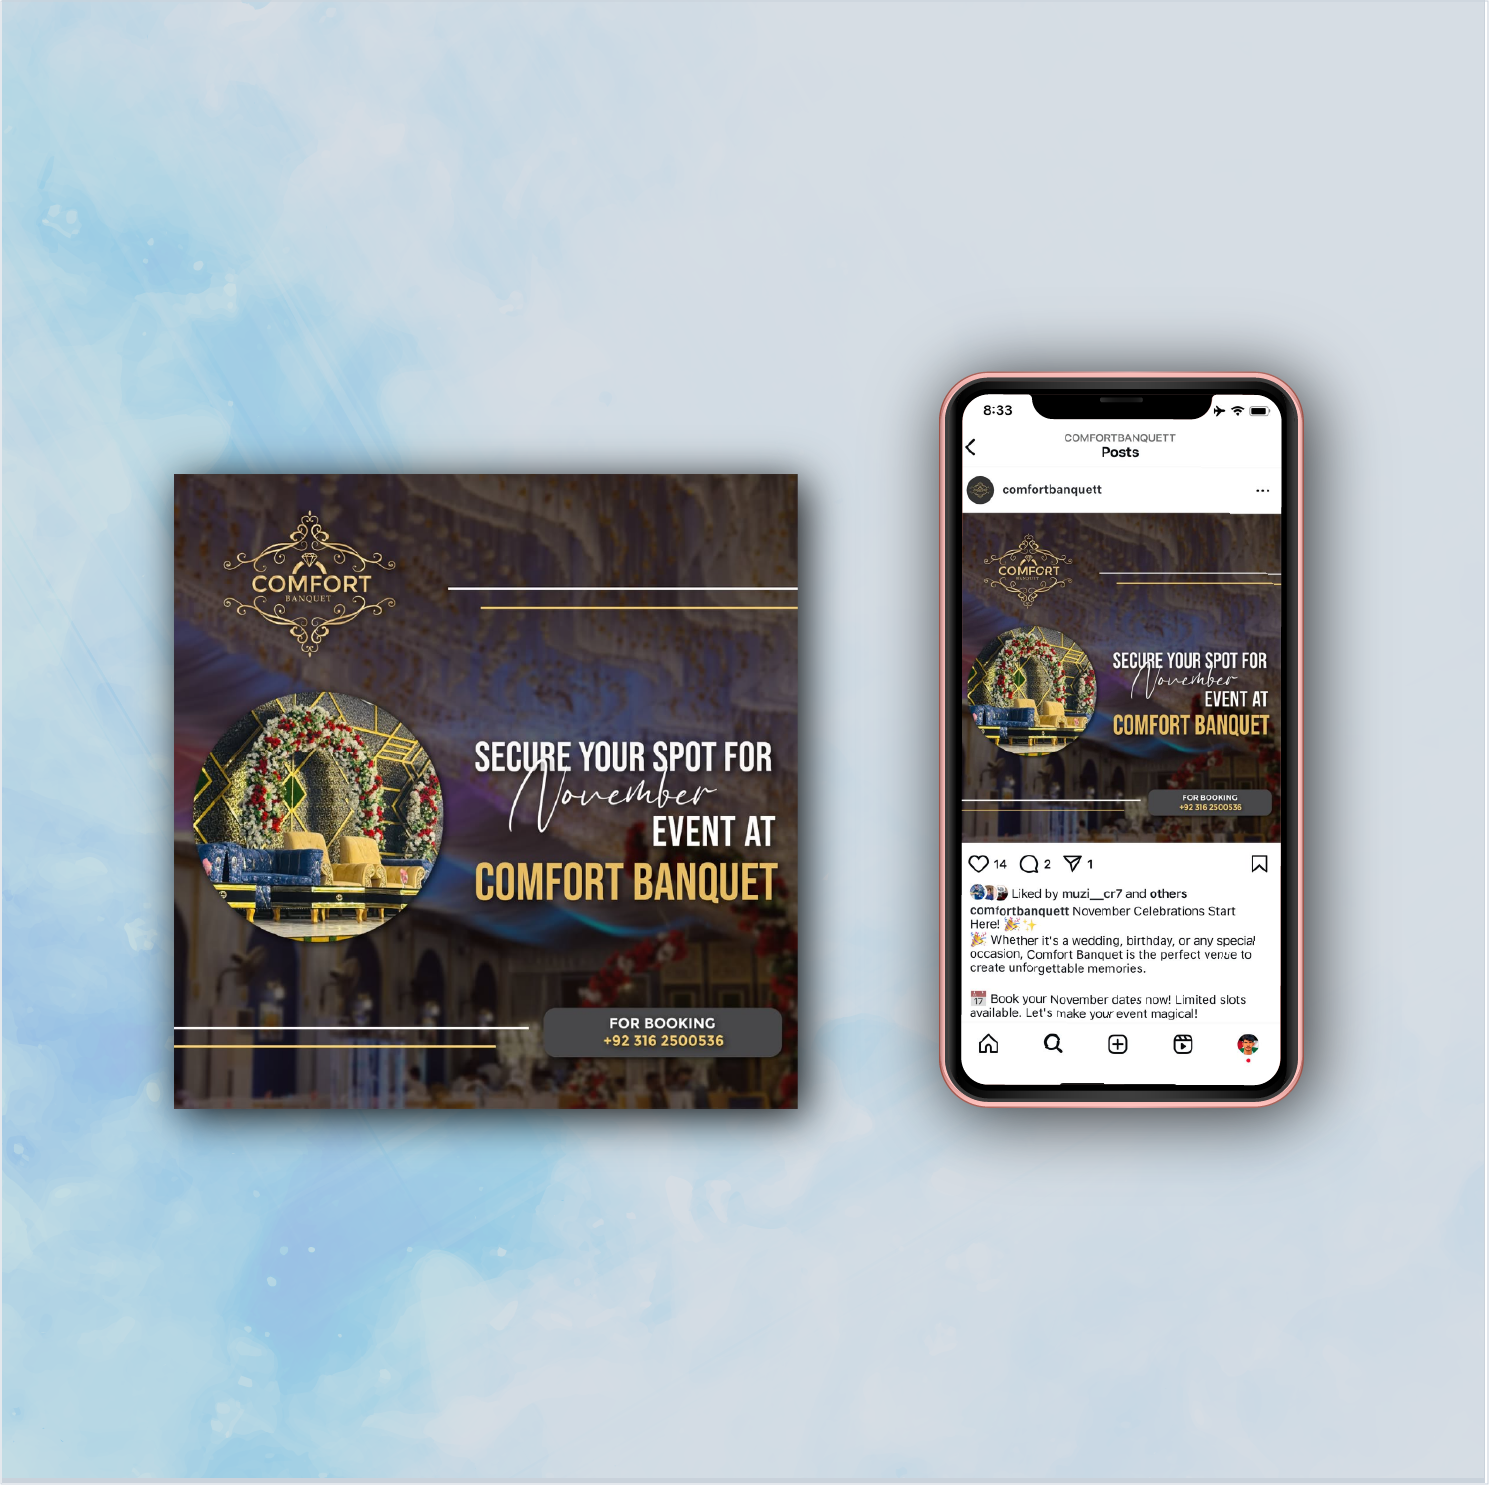 COMFORT
BANQUET
SECURE YOUR SPOT FOR
November
EVENT AT
COMFORT BANQUET
FOR BOOKING
+92 316 2500536
8:33
COMFORTBANQUETT
Posts
comfortbanquett
COMFORT
BANQUET
SECURE YOUR SPOT FOR
November
EVENT AT
COMFORT BANQUET
FOR BOOKING
+92 316 2500536
14 2 1
Liked by muzi__cr7 and others
comfortbanquett November Celebrations Start
Here! 🎉✨
🎉 Whether it's a wedding, birthday, or any special
occasion, Comfort Banquet is the perfect venue to
create unforgettable memories.
📅 Book your November dates now! Limited slots
available. Let's make your event magical!